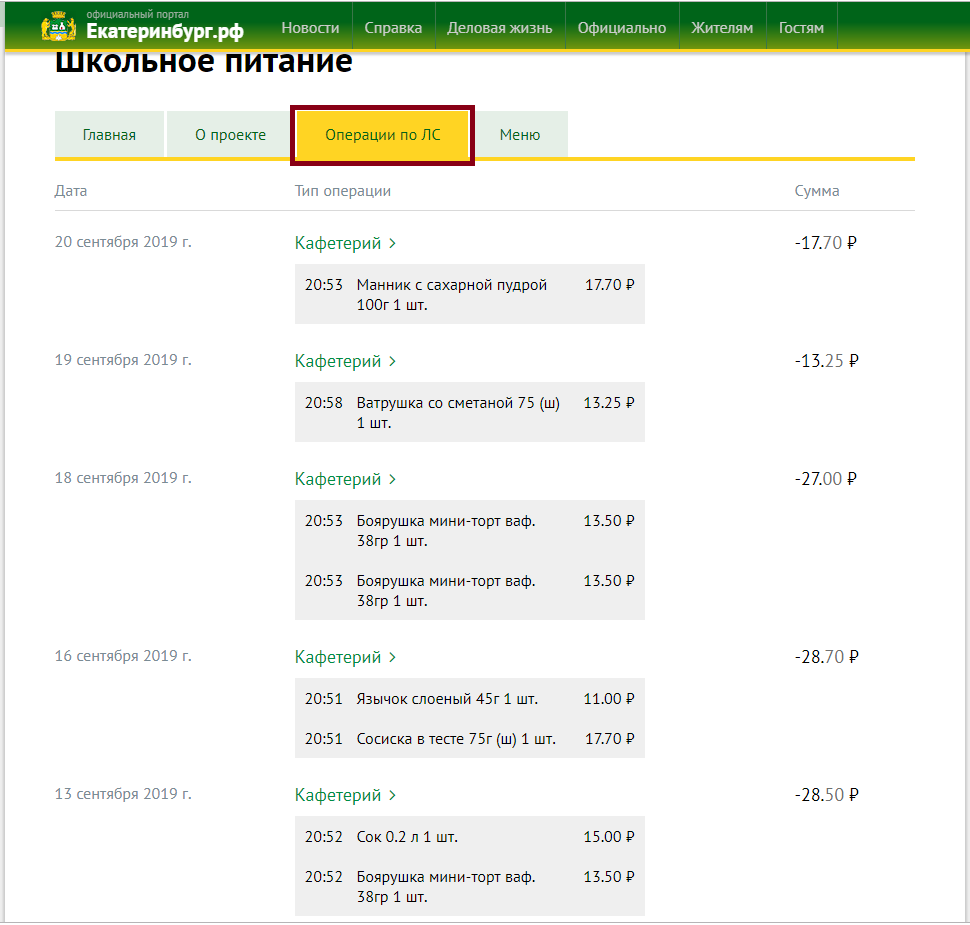 официальный портал
Екатеринбург.рф
Новости
Справка
Деловая жизнь
Официально
Жителям
Гостям
Школьное питание
Главная
О проекте
Операции по ЛС
Меню
Дата
Тип операции
Сумма
20 сентября 2019 г.
Кафетерий >
-17.70 ₽
20:53 Манник с сахарной пудрой 17.70 ₽
100г 1 шт.
19 сентября 2019 г.
Кафетерий >
-13.25 ₽
20:58 Ватрушка со сметаной 75 (ш) 13.25 ₽
1 шт.
18 сентября 2019 г.
Кафетерий >
-27.00 ₽
20:53 Боярушка мини-торт ваф. 13.50 ₽
38гр 1 шт.
20:53 Боярушка мини-торт ваф. 13.50 ₽
38гр 1 шт.
16 сентября 2019 г.
Кафетерий >
-28.70 ₽
20:51 Язычок слоеный 45г 1 шт. 11.00 ₽
20:51 Сосиска в тесте 75г (ш) 1 шт. 17.70 ₽
13 сентября 2019 г.
Кафетерий >
-28.50 ₽
20:52 Сок 0.2 л 1 шт. 15.00 ₽
20:52 Боярушка мини-торт ваф. 13.50 ₽
38гр 1 шт.